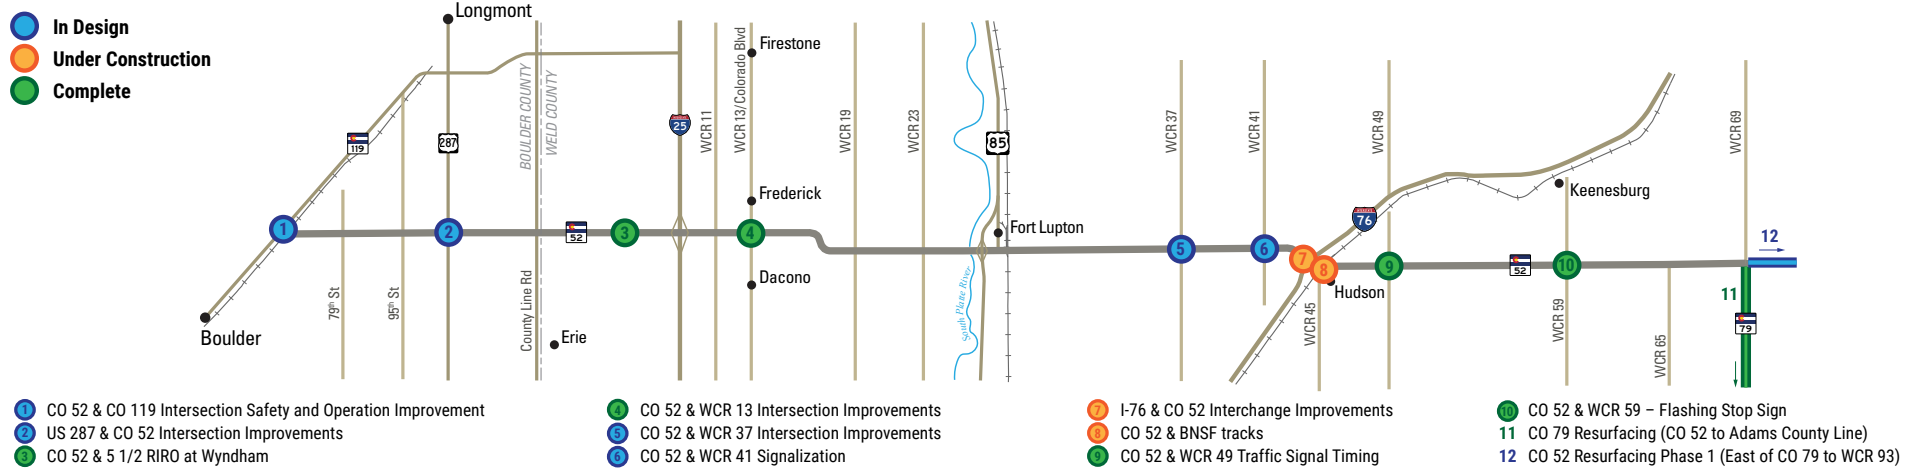 In Design
Under Construction
Complete
Longmont
Firestone
BOULDER COUNTY
WELD COUNTY
119
287
25
WCR 11
WCR 13/Colorado Blvd
WCR 19
WCR 23
85
WCR 37
WCR 41
WCR 49
WCR 69
76
Keenesburg
Frederick
Fort Lupton
1
2
52
3
4
5
6
7
8
9
52
10
12
11
79
Hudson
Dacono
79th St
95th St
County Line Rd
Erie
Boulder
South Platte River
WCR 45
WCR 59
WCR 65
1 CO 52 & CO 119 Intersection Safety and Operation Improvement
2 US 287 & CO 52 Intersection Improvements
3 CO 52 & 5 1/2 RIRO at Wyndham
4 CO 52 & WCR 13 Intersection Improvements
5 CO 52 & WCR 37 Intersection Improvements
6 CO 52 & WCR 41 Signalization
7 I-76 & CO 52 Interchange Improvements
8 CO 52 & BNSF tracks
9 CO 52 & WCR 49 Traffic Signal Timing
10 CO 52 & WCR 59 – Flashing Stop Sign
11 CO 79 Resurfacing (CO 52 to Adams County Line)
12 CO 52 Resurfacing Phase 1 (East of CO 79 to WCR 93)